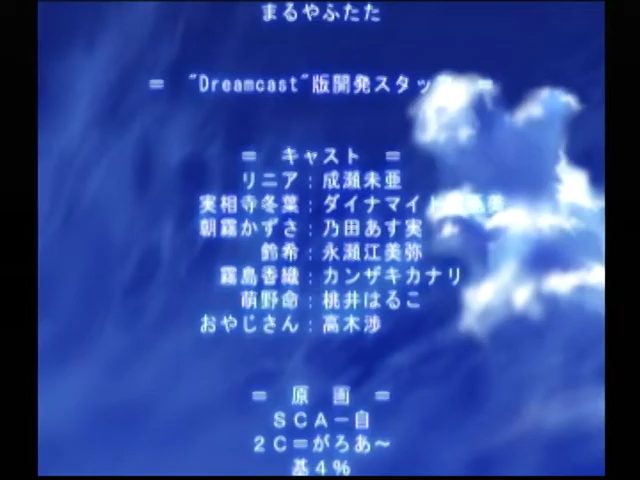 まるやふたた
＝ "Dreamcast"版開発スタッフ ＝
＝ キャスト ＝
リニア：成瀬未亜
実相寺冬葉：ダイナマイト
朝霧かずさ：乃田あす実
鈴希：永瀬江美弥
霧島香織：カンザキカナリ
萌野命：桃井はるこ
おやじさん：高木渉
＝ 原 画 ＝
ＳＣＡ－自
２Ｃ＝がろあ～
基４％